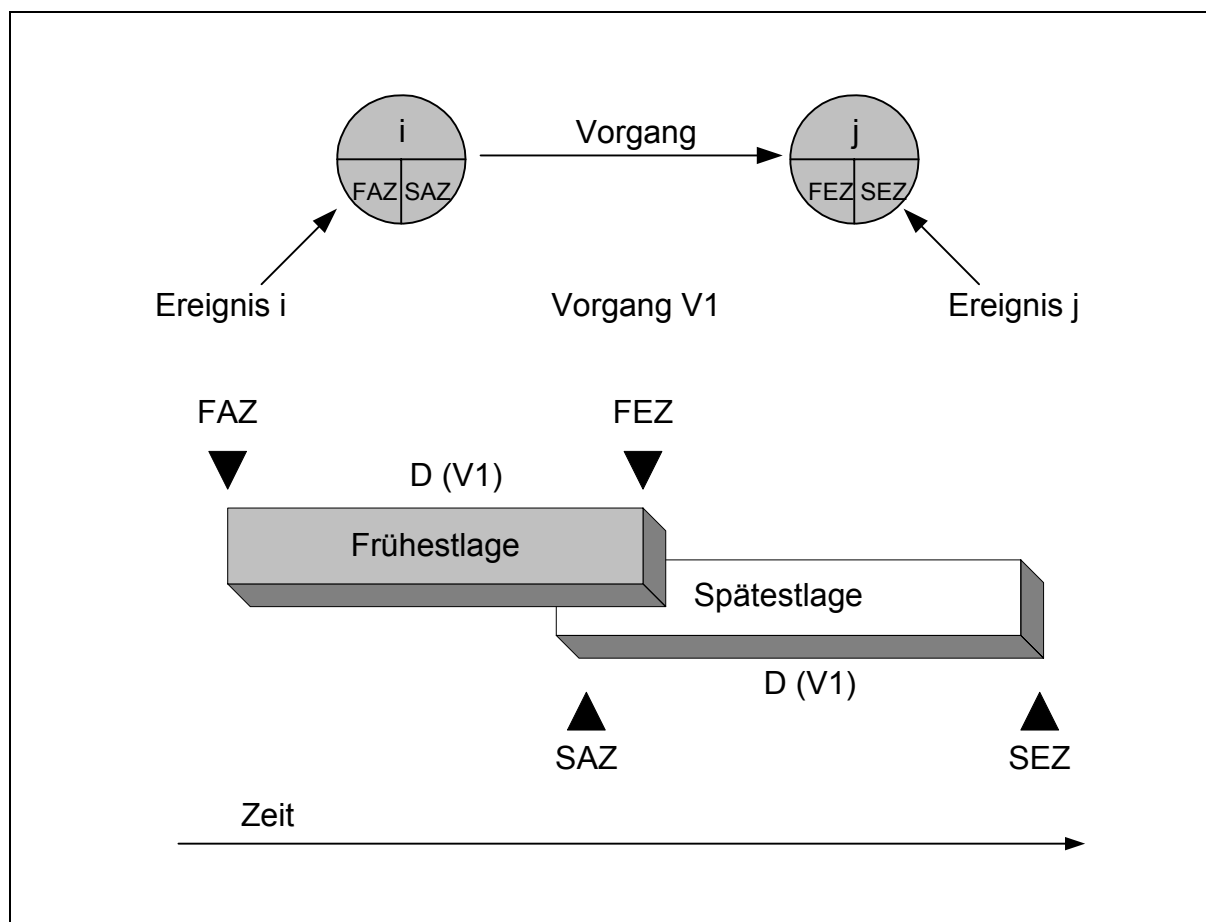 i Vorgang j
FAZ SAZ FEZ SEZ
Ereignis i Vorgang V1 Ereignis j
FAZ FEZ
D (V1)
Frühestlage
Spätestlage
D (V1)
SAZ SEZ
Zeit